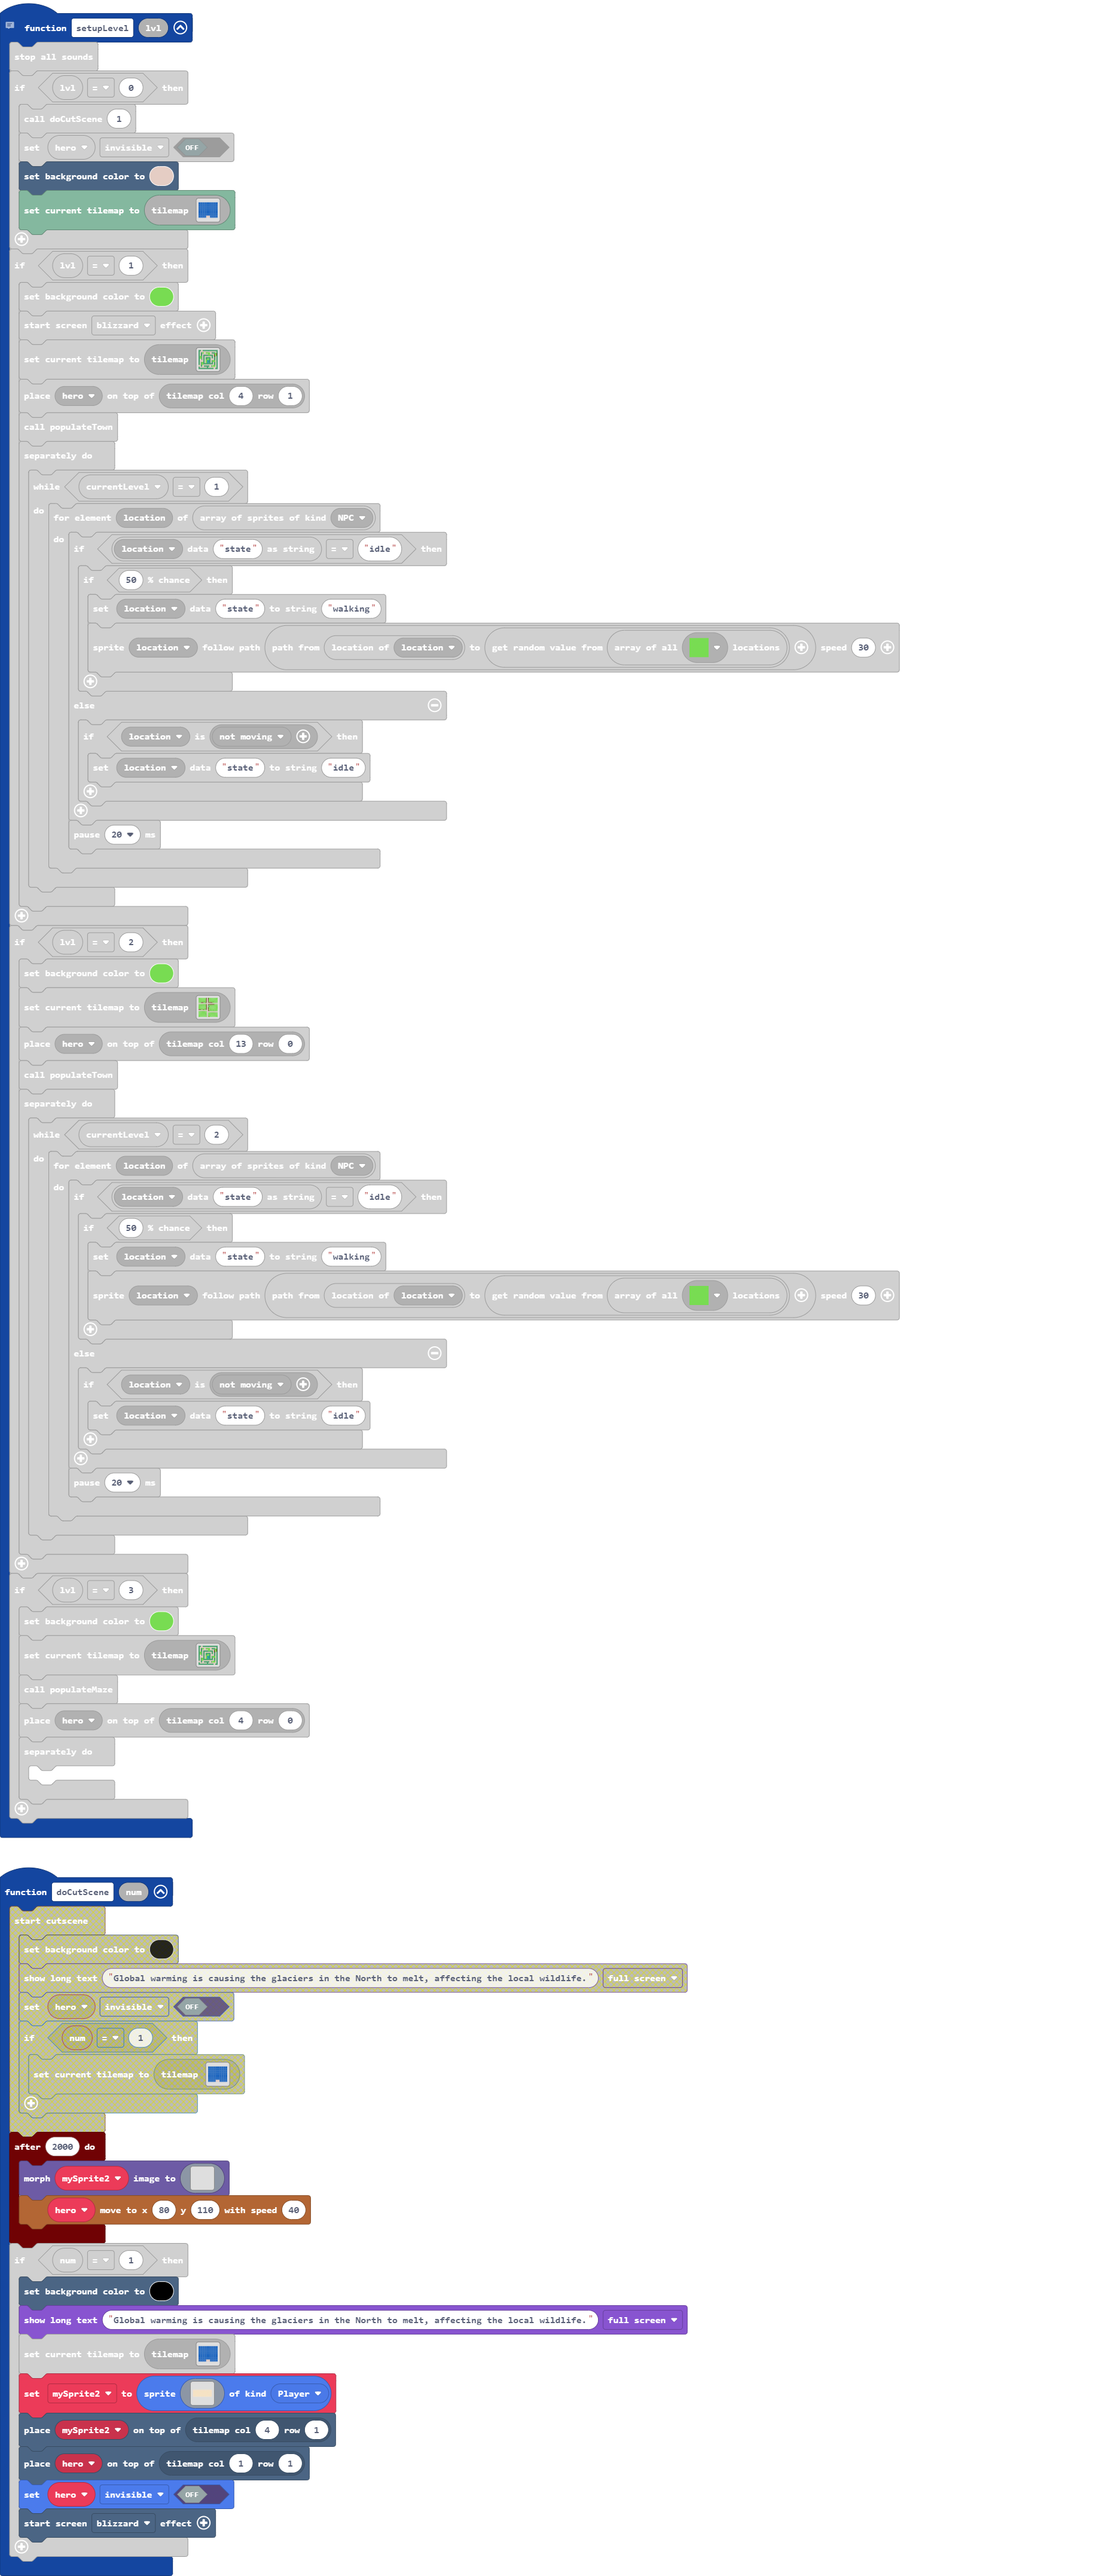 function setupLevel lvl
stop all sounds
if lvl = 0 then
call doCutScene 1
set hero invisible OFF
set background color to
set current tilemap to tilemap
if lvl = 1 then
set background color to
start screen blizzard effect
set current tilemap to tilemap
place hero on top of tilemap col 4 row 1
call populateTown
separately do
while currentLevel = 1
do for element location of array of sprites of kind NPC
do if location data "state" as string = "idle" then
if 50 % chance then
set location data "state" to string "walking"
sprite location follow path path from location of location to get random value from array of all locations speed 30
else
if location is not moving then
set location data "state" to string "idle"
pause 20 ms
if lvl = 2 then
set background color to
set current tilemap to tilemap
place hero on top of tilemap col 13 row 0
call populateTown
separately do
while currentLevel = 2
do for element location of array of sprites of kind NPC
do if location data "state" as string = "idle" then
if 50 % chance then
set location data "state" to string "walking"
sprite location follow path path from location of location to get random value from array of all locations speed 30
else
if location is not moving then
set location data "state" to string "idle"
pause 20 ms
if lvl = 3 then
set background color to
set current tilemap to tilemap
call populateMaze
place hero on top of tilemap col 4 row 0
separately do
function doCutScene num
start cutscene
set background color to
show long text "Global warming is causing the glaciers in the North to melt, affecting the local wildlife." full screen
set hero invisible OFF
if num = 1 then
set current tilemap to tilemap
after 2000 do
morph mySprite2 image to
hero move to x 80 y 110 with speed 40
if num = 1 then
set background color to
show long text "Global warming is causing the glaciers in the North to melt, affecting the local wildlife." full screen
set current tilemap to tilemap
set mySprite2 to sprite of kind Player
place mySprite2 on top of tilemap col 4 row 1
place hero on top of tilemap col 1 row 1
set hero invisible OFF
start screen blizzard effect